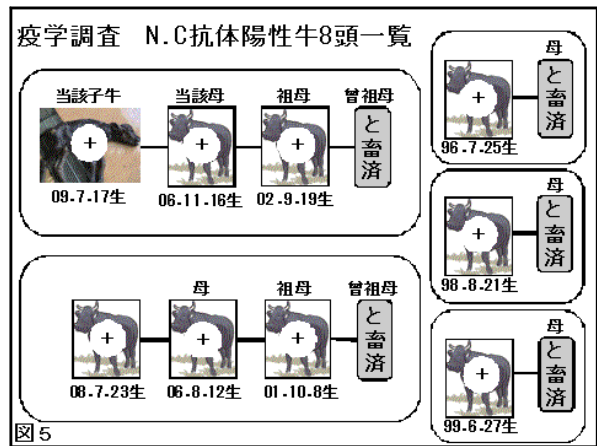 疫学調査 N.C抗体陽性牛8頭一覧
当該子牛 当該母 祖母 曾祖母
+ + + と畜済
09.7.17生 06.11.16生 02.9.19生
母 祖母 曾祖母
+ + + と畜済
08.7.23生 06.8.12生 01.10.8生
母
+ と畜済
96.7.25生
母
+ と畜済
98.8.21生
母
+ と畜済
99.6.27生
図5